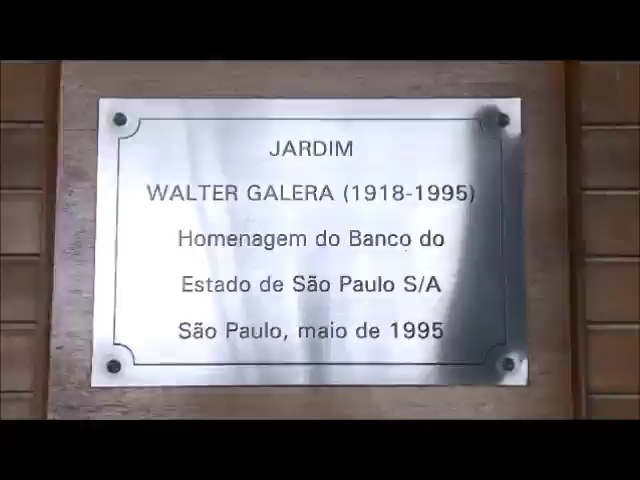 JARDIM
WALTER GALERA (1918-1995)
Homenagem do Banco do
Estado de São Paulo S/A
São Paulo, maio de 1995